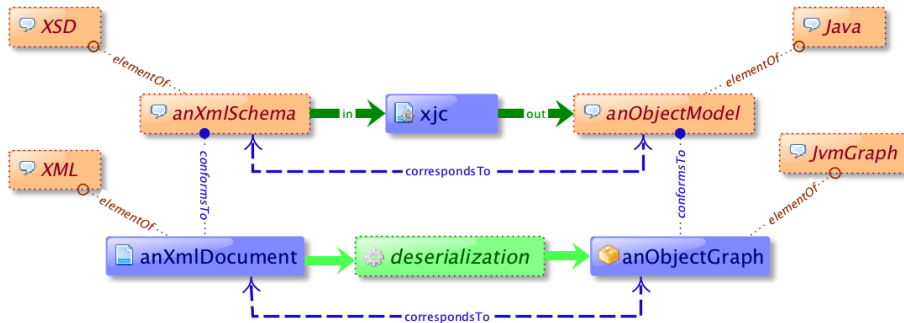 XSD
Java
elementOf
elementOf
anXmlSchema
in
xjc
out
anObjectModel
XML
conformsTo
correspondsTo
conformsTo
JvmGraph
elementOf
elementOf
anXmlDocument
deserialization
anObjectGraph
correspondsTo